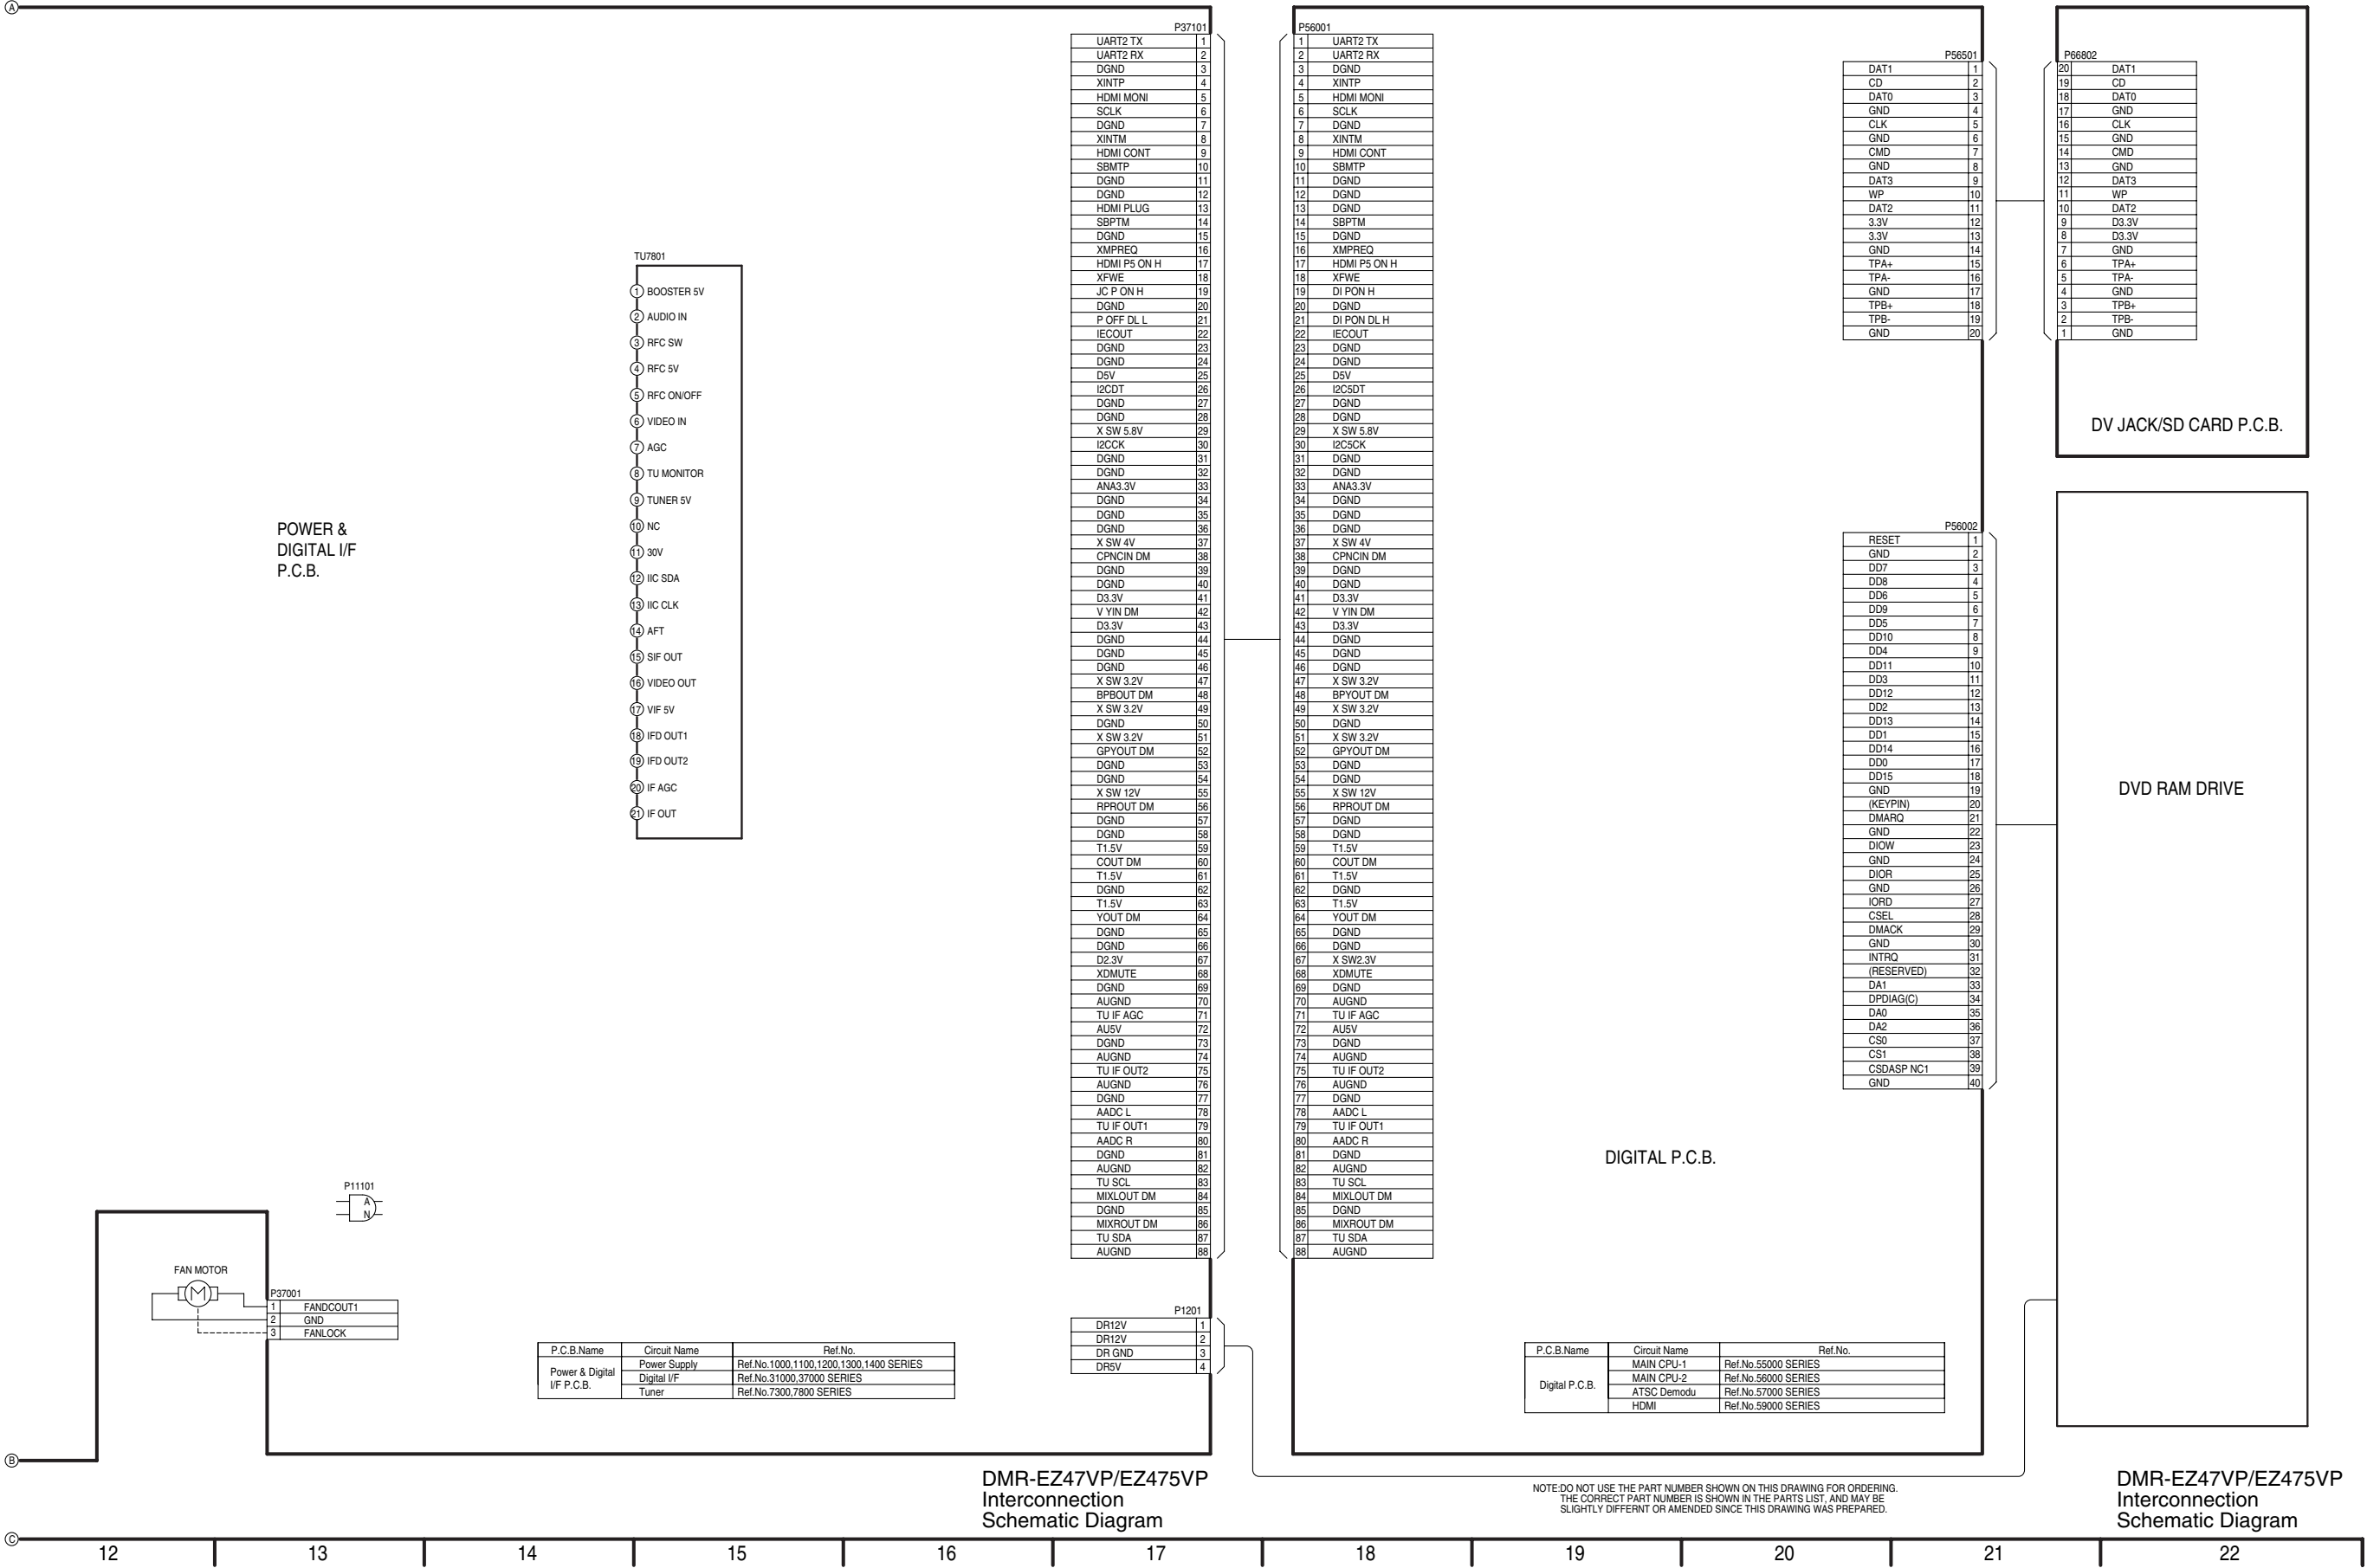 A
P37101
UART2 TX 1
UART2 RX 2
DGND 3
XINTP 4
HDMI MONI 5
SCLK 6
DGND 7
XINTM 8
HDMI CONT 9
SBMTP 10
DGND 11
DGND 12
HDMI PLUG 13
SBPTM 14
DGND 15
XMPREQ 16
HDMI P5 ON H 17
XFWE 18
JC P ON H 19
DGND 20
P OFF DL L 21
IECOUT 22
DGND 23
DGND 24
D5V 25
I2CDT 26
DGND 27
DGND 28
X SW 5.8V 29
I2CCK 30
DGND 31
DGND 32
ANA3.3V 33
DGND 34
DGND 35
DGND 36
X SW 4V 37
CPNCIN DM 38
DGND 39
DGND 40
D3.3V 41
V YIN DM 42
D3.3V 43
DGND 44
DGND 45
DGND 46
X SW 3.2V 47
BPBOUT DM 48
X SW 3.2V 49
DGND 50
X SW 3.2V 51
GPYOUT DM 52
DGND 53
DGND 54
X SW 12V 55
RPROUT DM 56
DGND 57
DGND 58
T1.5V 59
COUT DM 60
T1.5V 61
DGND 62
T1.5V 63
YOUT DM 64
DGND 65
DGND 66
D2.3V 67
XDMUTE 68
DGND 69
AUGND 70
TU IF AGC 71
AU5V 72
DGND 73
AUGND 74
TU IF OUT2 75
AUGND 76
DGND 77
AADC L 78
TU IF OUT1 79
AADC R 80
DGND 81
AUGND 82
TU SCL 83
MIXLOUT DM 84
DGND 85
MIXROUT DM 86
TU SDA 87
AUGND 88
P56001
1 UART2 TX
2 UART2 RX
3 DGND
4 XINTP
5 HDMI MONI
6 SCLK
7 DGND
8 XINTM
9 HDMI CONT
10 SBMTP
11 DGND
12 DGND
13 DGND
14 SBPTM
15 DGND
16 XMPREQ
17 HDMI P5 ON H
18 XFWE
19 DI PON H
20 DGND
21 DI PON DL H
22 IECOUT
23 DGND
24 DGND
25 D5V
26 I2C5DT
27 DGND
28 DGND
29 X SW 5.8V
30 I2C5CK
31 DGND
32 DGND
33 ANA3.3V
34 DGND
35 DGND
36 DGND
37 X SW 4V
38 CPNCIN DM
39 DGND
40 DGND
41 D3.3V
42 V YIN DM
43 D3.3V
44 DGND
45 DGND
46 DGND
47 X SW 3.2V
48 BPYOUT DM
49 X SW 3.2V
50 DGND
51 X SW 3.2V
52 GPYOUT DM
53 DGND
54 DGND
55 X SW 12V
56 RPROUT DM
57 DGND
58 DGND
59 T1.5V
60 COUT DM
61 T1.5V
62 DGND
63 T1.5V
64 YOUT DM
65 DGND
66 DGND
67 X SW2.3V
68 XDMUTE
69 DGND
70 AUGND
71 TU IF AGC
72 AU5V
73 DGND
74 AUGND
75 TU IF OUT2
76 AUGND
77 DGND
78 AADC L
79 TU IF OUT1
80 AADC R
81 DGND
82 AUGND
83 TU SCL
84 MIXLOUT DM
85 DGND
86 MIXROUT DM
87 TU SDA
88 AUGND
P56501
DAT1 1
CD 2
DAT0 3
GND 4
CLK 5
GND 6
CMD 7
GND 8
DAT3 9
WP 10
DAT2 11
3.3V 12
3.3V 13
GND 14
TPA+ 15
TPA- 16
GND 17
TPB+ 18
TPB- 19
GND 20
P66802
20 DAT1
19 CD
18 DAT0
17 GND
16 CLK
15 GND
14 CMD
13 GND
12 DAT3
11 WP
10 DAT2
9 D3.3V
8 D3.3V
7 GND
6 TPA+
5 TPA-
4 GND
3 TPB+
2 TPB-
1 GND
DV JACK/SD CARD P.C.B.
TU7801
1 BOOSTER 5V
2 AUDIO IN
3 RFC SW
4 RFC 5V
5 RFC ON/OFF
6 VIDEO IN
7 AGC
8 TU MONITOR
9 TUNER 5V
10 NC
11 30V
12 IIC SDA
13 IIC CLK
14 AFT
15 SIF OUT
16 VIDEO OUT
17 VIF 5V
18 IFD OUT1
19 IFD OUT2
20 IF AGC
21 IF OUT
POWER &
DIGITAL I/F
P.C.B.
P56002
RESET 1
GND 2
DD7 3
DD8 4
DD6 5
DD9 6
DD5 7
DD10 8
DD4 9
DD11 10
DD3 11
DD12 12
DD2 13
DD13 14
DD1 15
DD14 16
DD0 17
DD15 18
GND 19
(KEYPIN) 20
DMARQ 21
GND 22
DIOW 23
GND 24
DIOR 25
GND 26
IORD 27
CSEL 28
DMACK 29
GND 30
INTRQ 31
(RESERVED) 32
DA1 33
DPDIAG(C) 34
DA0 35
DA2 36
CS0 37
CS1 38
CSDASP NC1 39
GND 40
DVD RAM DRIVE
DIGITAL P.C.B.
P11101
A
N
FAN MOTOR
M
P37001
1 FANDCOUT1
2 GND
3 FANLOCK
P1201
DR12V 1
DR12V 2
DR GND 3
DR5V 4
P.C.B.Name Circuit Name Ref.No.
Power & Digital I/F P.C.B. Power Supply Ref.No.1000,1100,1200,1300,1400 SERIES
Digital I/F Ref.No.31000,37000 SERIES
Tuner Ref.No.7300,7800 SERIES
P.C.B.Name Circuit Name Ref.No.
Digital P.C.B. MAIN CPU-1 Ref.No.55000 SERIES
MAIN CPU-2 Ref.No.56000 SERIES
ATSC Demodu Ref.No.57000 SERIES
HDMI Ref.No.59000 SERIES
B
DMR-EZ47VP/EZ475VP
Interconnection
Schematic Diagram
NOTE:DO NOT USE THE PART NUMBER SHOWN ON THIS DRAWING FOR ORDERING.
THE CORRECT PART NUMBER IS SHOWN IN THE PARTS LIST, AND MAY BE
SLIGHTLY DIFFERNT OR AMENDED SINCE THIS DRAWING WAS PREPARED.
DMR-EZ47VP/EZ475VP
Interconnection
Schematic Diagram
C
12 13 14 15 16 17 18 19 20 21 22